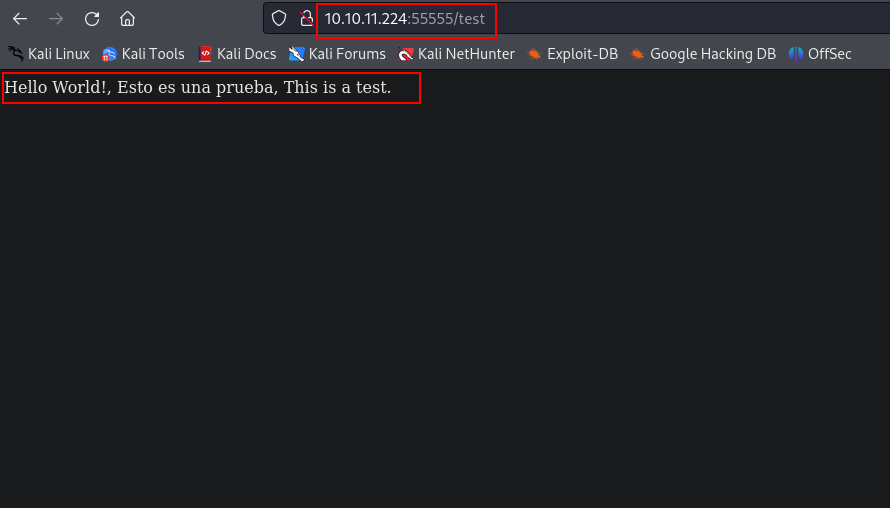 10.10.11.224:55555/test
Kali Linux Kali Tools Kali Docs Kali Forums Kali NetHunter Exploit-DB Google Hacking DB OffSec
Hello World!, Esto es una prueba, This is a test.